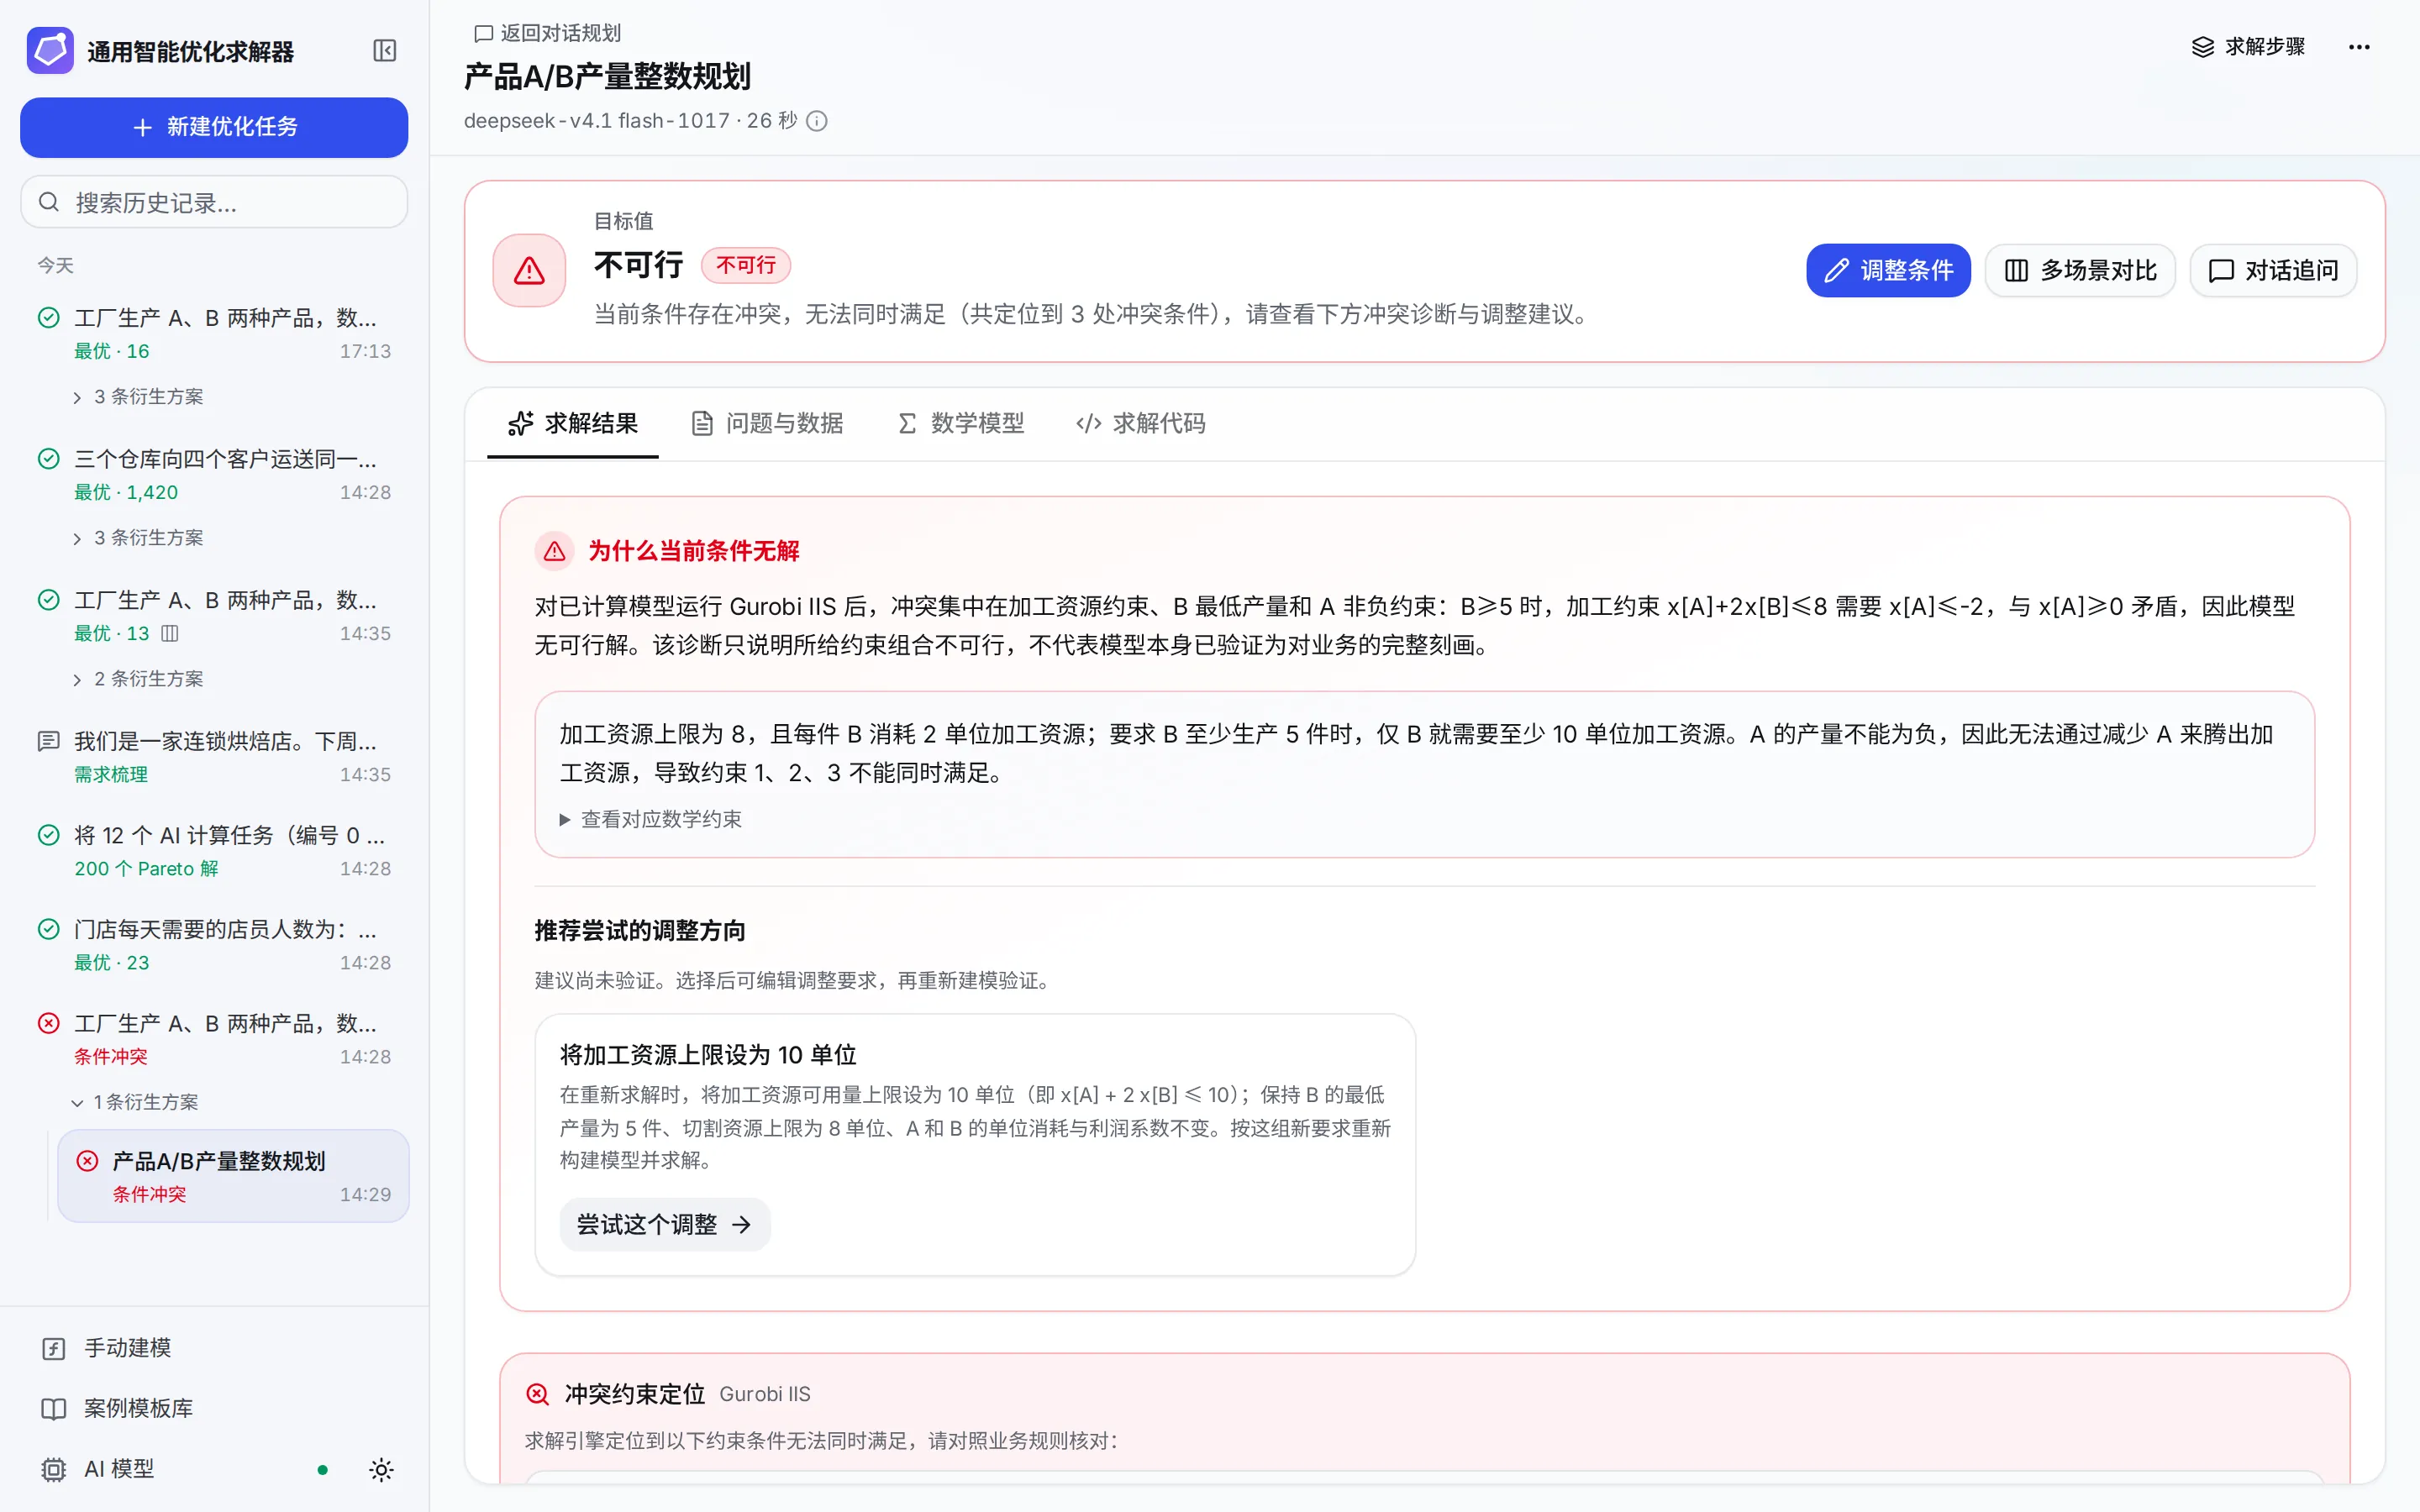 通用智能优化求解器
新建优化任务
搜索历史记录...
今天
工厂生产 A、B 两种产品，数...
最优 · 16
17:13
3 条衍生方案
三个仓库向四个客户运送同一...
最优 · 1,420
14:28
3 条衍生方案
工厂生产 A、B 两种产品，数...
最优 · 13
14:35
2 条衍生方案
我们是一家连锁烘焙店。下周...
需求梳理
14:35
将 12 个 AI 计算任务（编号 0 ...
200 个 Pareto 解
14:28
门店每天需要的店员人数为：...
最优 · 23
14:28
工厂生产 A、B 两种产品，数...
条件冲突
14:28
1 条衍生方案
产品A/B产量整数规划
条件冲突
14:29
手动建模
案例模板库
AI 模型
返回对话规划
产品A/B产量整数规划
deepseek-v4.1 flash-1017 · 26 秒
求解步骤
目标值
不可行
不可行
当前条件存在冲突，无法同时满足（共定位到 3 处冲突条件），请查看下方冲突诊断与调整建议。
调整条件
多场景对比
对话追问
求解结果
问题与数据
数学模型
求解代码
为什么当前条件无解
对已计算模型运行 Gurobi IIS 后，冲突集中在加工资源约束、B 最低产量和 A 非负约束：B≥5 时，加工约束 x[A]+2x[B]≤8 需要 x[A]≤-2，与 x[A]≥0 矛盾，因此模型
无可行解。该诊断只说明所给约束组合不可行，不代表模型本身已验证为对业务的完整刻画。
加工资源上限为 8，且每件 B 消耗 2 单位加工资源；要求 B 至少生产 5 件时，仅 B 就需要至少 10 单位加工资源。A 的产量不能为负，因此无法通过减少 A 来腾出加
工资源，导致约束 1、2、3 不能同时满足。
查看对应数学约束
推荐尝试的调整方向
建议尚未验证。选择后可编辑调整要求，再重新建模验证。
将加工资源上限设为 10 单位
在重新求解时，将加工资源可用量上限设为 10 单位（即 x[A] + 2 x[B] ≤ 10）；保持 B 的最低
产量为 5 件、切割资源上限为 8 单位、A 和 B 的单位消耗与利润系数不变。按这组新要求重新
构建模型并求解。
尝试这个调整
冲突约束定位 Gurobi IIS
求解引擎定位到以下约束条件无法同时满足，请对照业务规则核对：